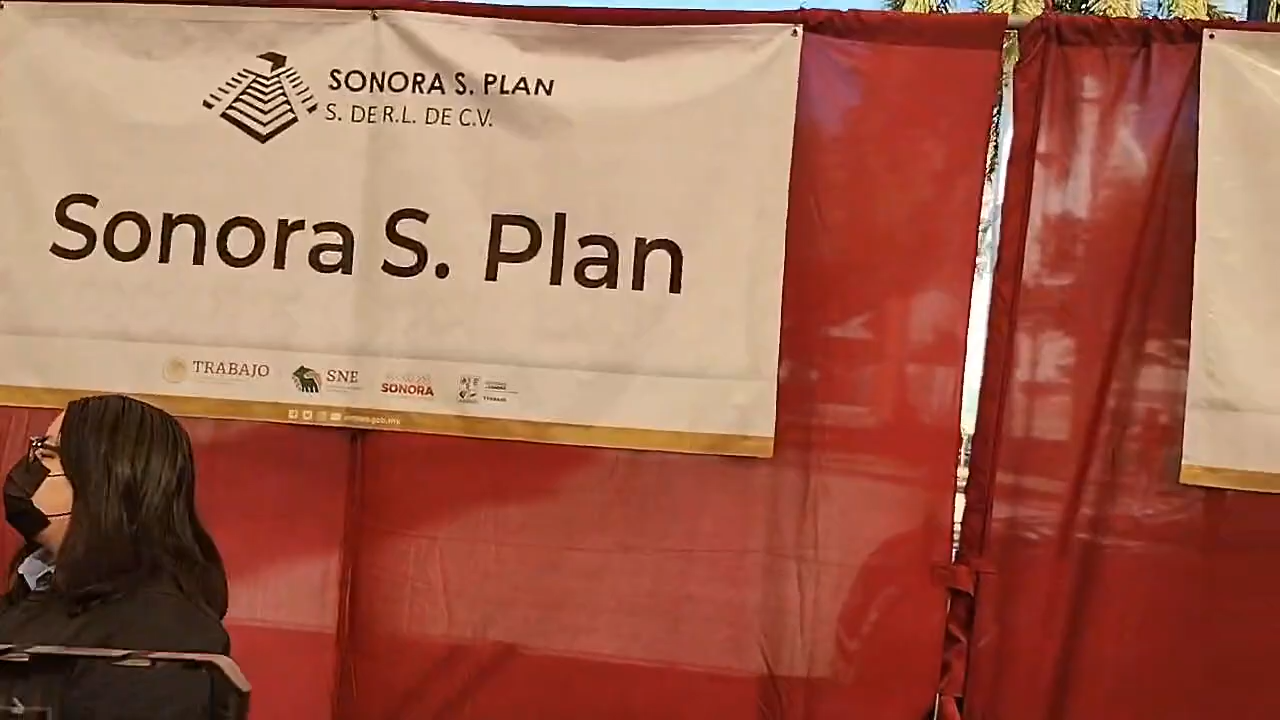 SONORA S. PLAN
S. DE R.L. DE C.V.
Sonora S. Plan
TRABAJO
SNE
SONORA